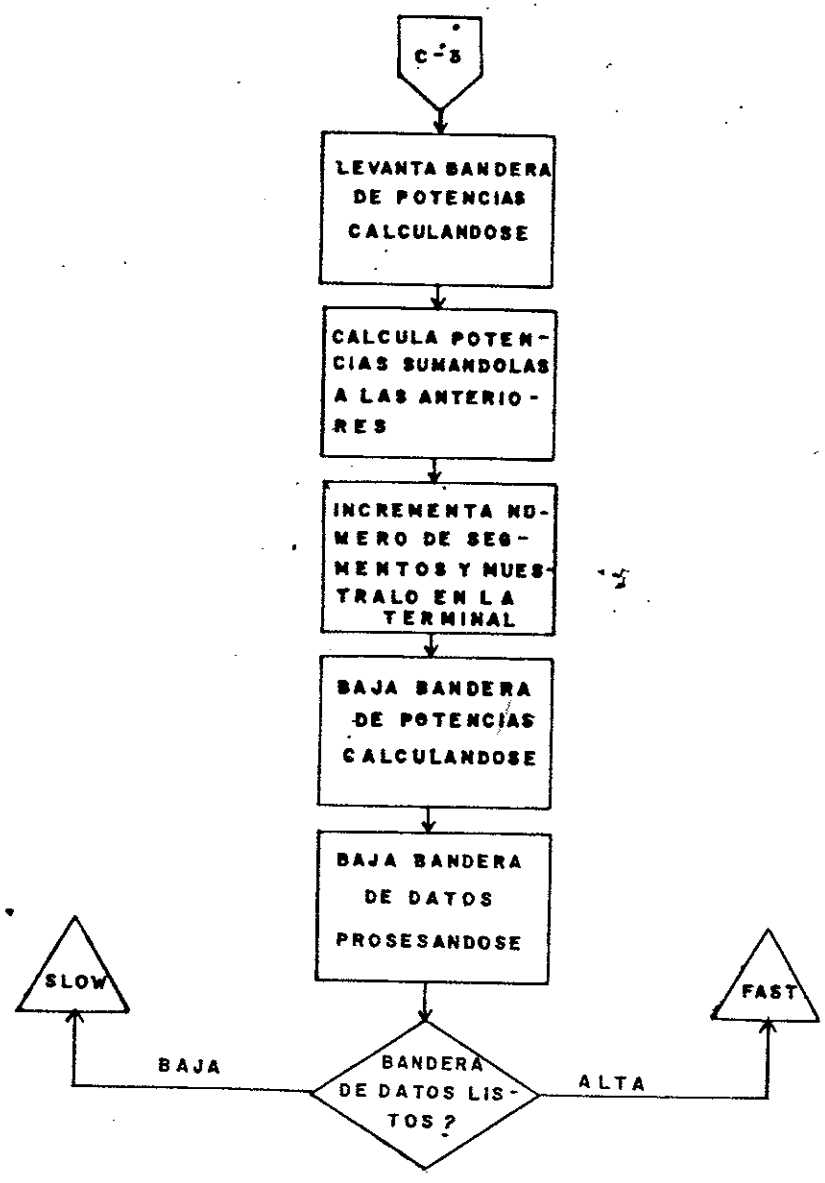 C-3
LEVANTA BANDERA
DE POTENCIAS
CALCULANDOSE
CALCULA POTEN-
CIAS SUMANDOLAS
A LAS ANTERIO-
RES
INCREMENTA NÚ-
MERO DE SEG-
MENTOS Y MUES-
TRALO EN LA
TERMINAL
BAJA BANDERA
DE POTENCIAS
CALCULANDOSE
BAJA BANDERA
DE DATOS
PROSESANDOSE
SLOW
FAST
BAJA
BANDERA
DE DATOS LIS-
TOS?
ALTA